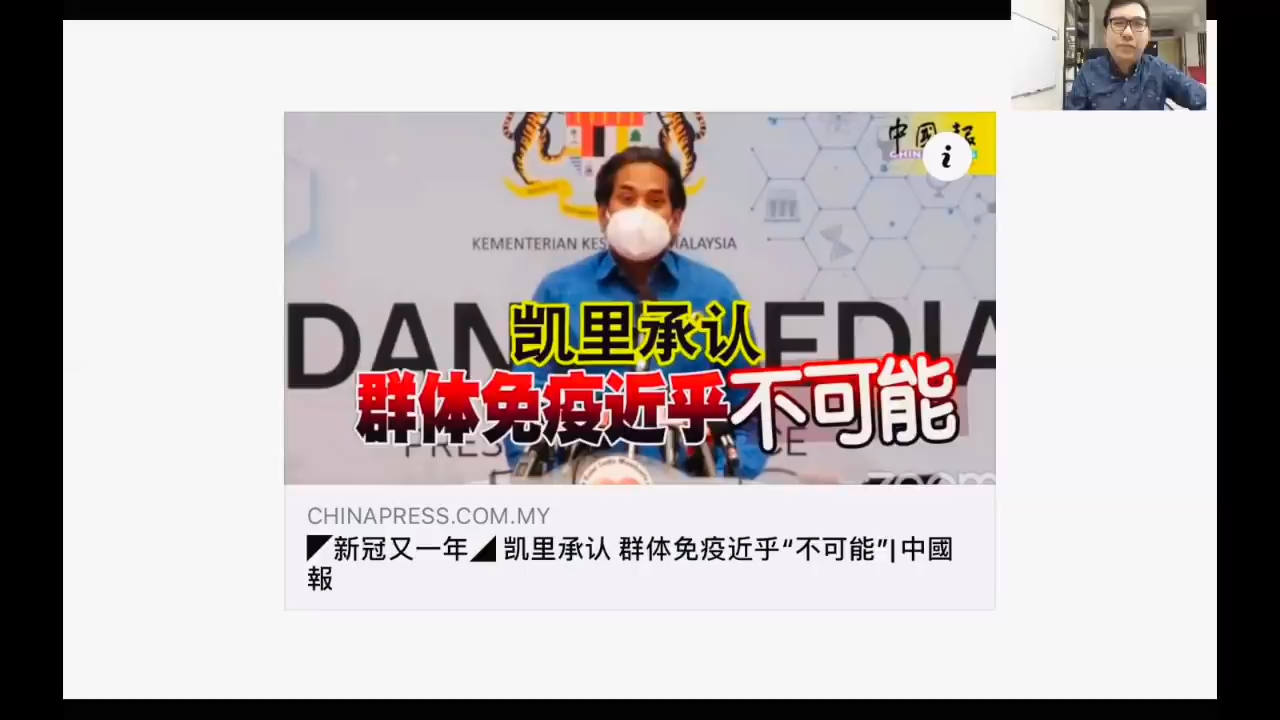 中國報
i
KEMENTERIAN KES ALAYSIA
DAN EDIA
凯里承认
群体免疫近乎不可能
PRES CE
zoom
CHINAPRESS.COM.MY
◤新冠又一年◢ 凯里承认 群体免疫近乎“不可能”|中國
報